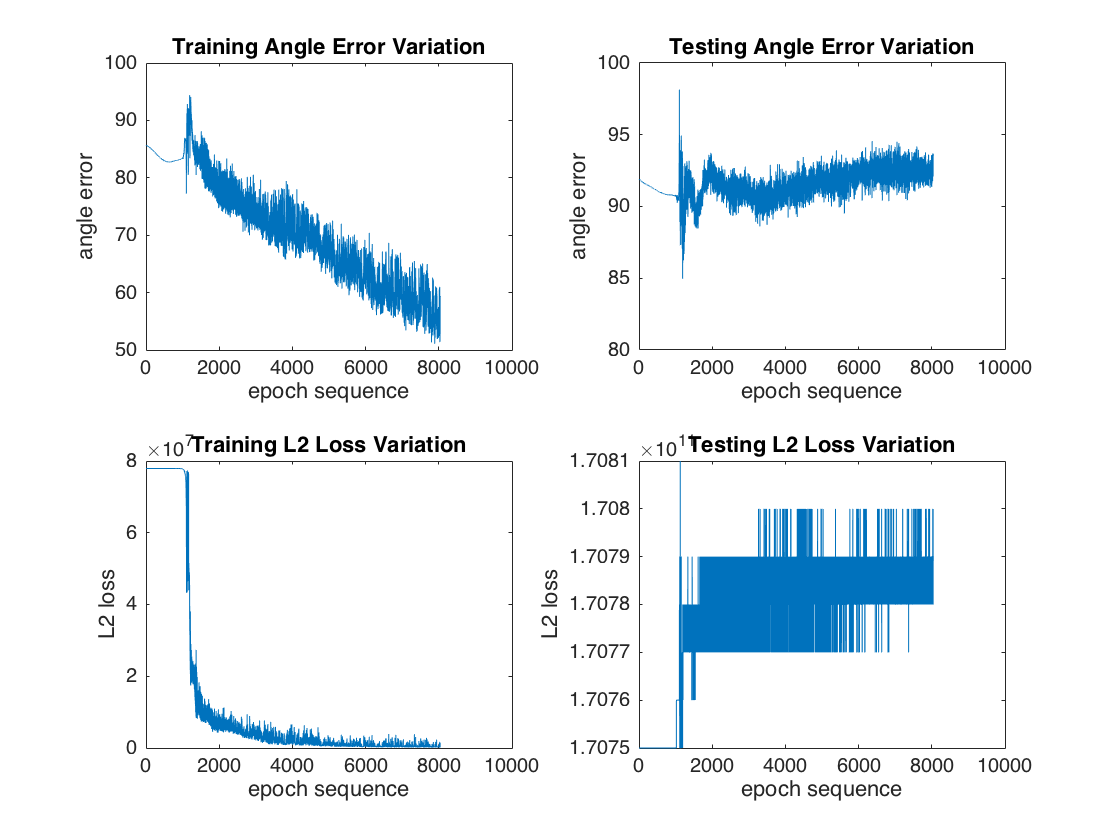 Training Angle Error Variation
100
90
80
70
60
50
angle error
0 2000 4000 6000 8000 10000
epoch sequence
Testing Angle Error Variation
100
95
90
85
80
angle error
0 2000 4000 6000 8000 10000
epoch sequence
×10⁷
Training L2 Loss Variation
8
6
4
2
0
L2 loss
0 2000 4000 6000 8000 10000
epoch sequence
×10¹¹
Testing L2 Loss Variation
1.7081
1.708
1.7079
1.7078
1.7077
1.7076
1.7075
L2 loss
0 2000 4000 6000 8000 10000
epoch sequence